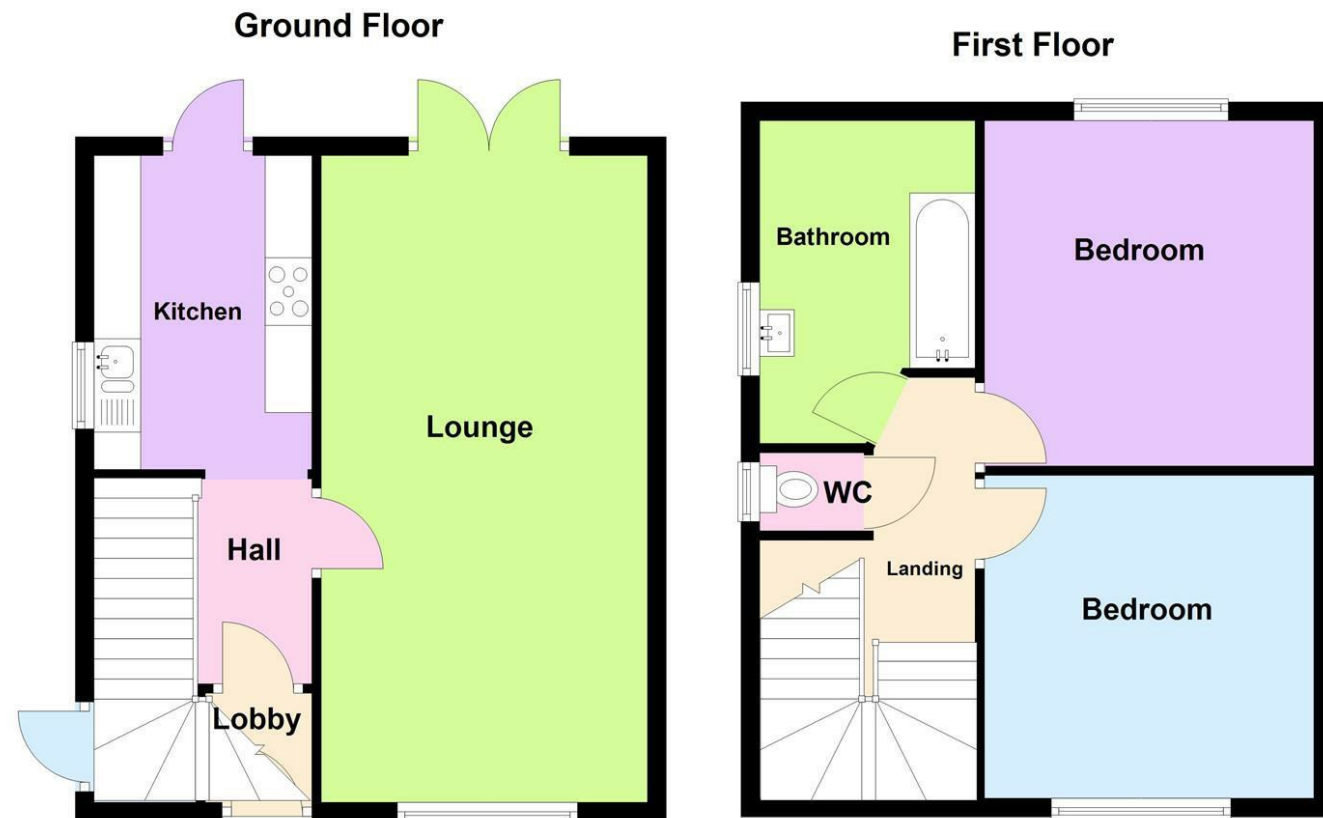 Ground Floor
Kitchen
Lounge
Hall
Lobby
First Floor
Bathroom
Bedroom
WC
Landing
Bedroom